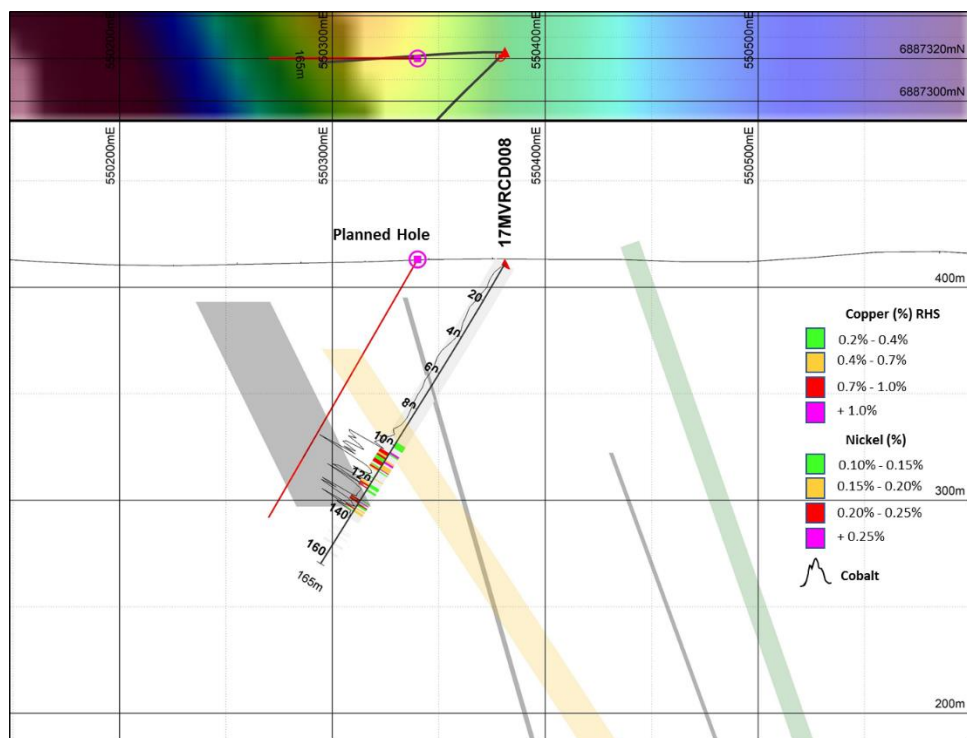 550200mE
550300mE
550400mE
550500mE
165m
6887320mN
6887300mN
550200mE
550300mE
550400mE
550500mE
17MVRCD008
Planned Hole
400m
20
40
60
80
100
120
140
160
165m
300m
200m
Copper (%) RHS
0.2% - 0.4%
0.4% - 0.7%
0.7% - 1.0%
+ 1.0%
Nickel (%)
0.10% - 0.15%
0.15% - 0.20%
0.20% - 0.25%
+ 0.25%
Cobalt